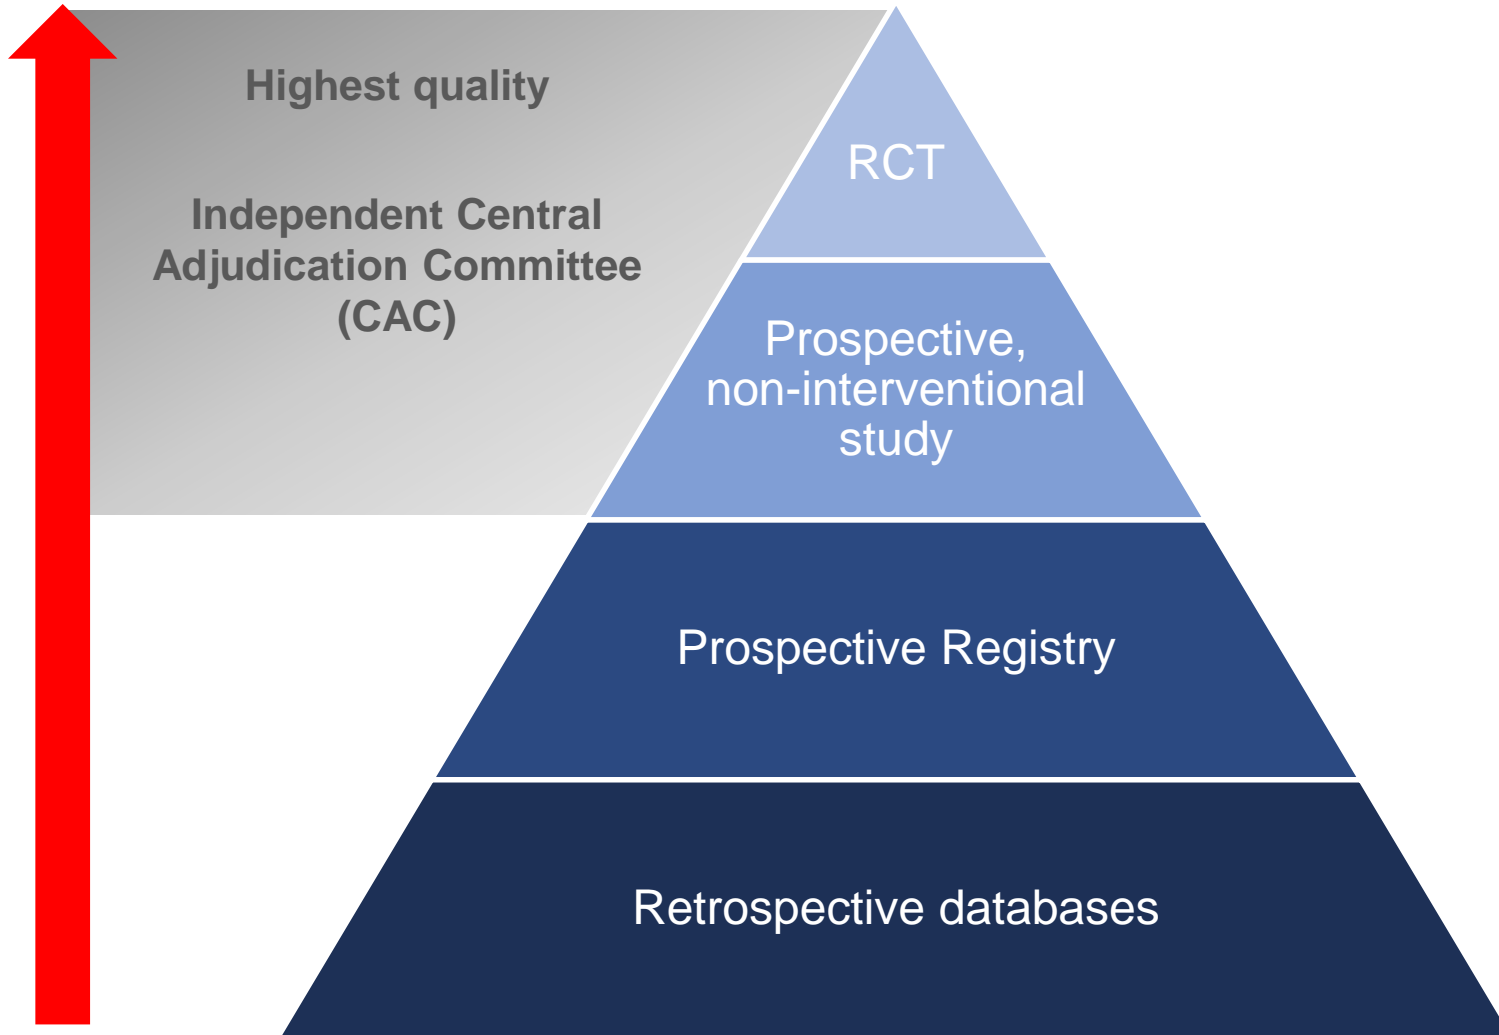 Highest quality
Independent Central
Adjudication Committee
(CAC)
RCT
Prospective,
non-interventional
study
Prospective Registry
Retrospective databases